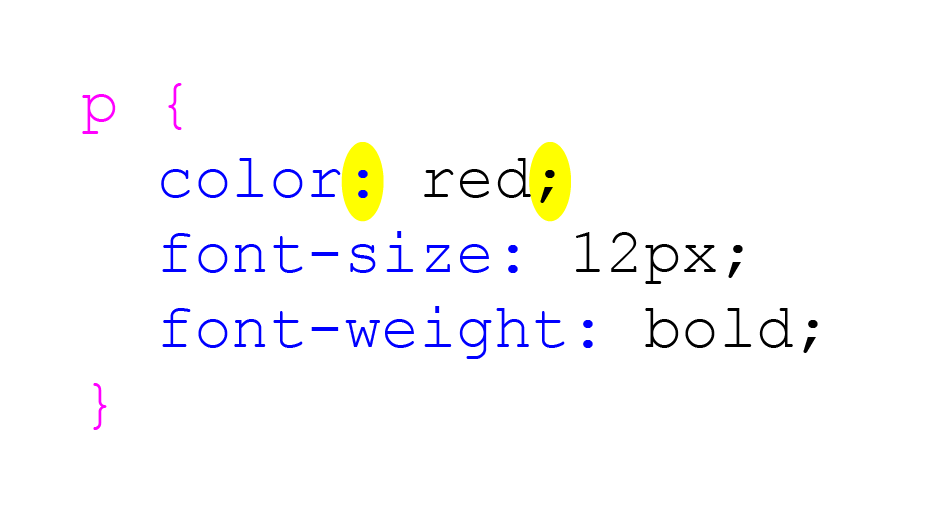 p {
color: red;
font-size: 12px;
font-weight: bold;
}